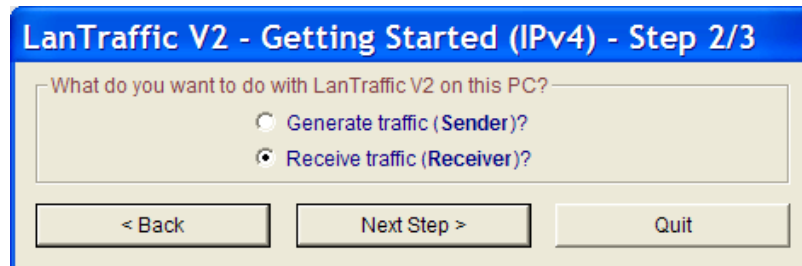 LanTraffic V2 - Getting Started (IPv4) - Step 2/3
What do you want to do with LanTraffic V2 on this PC?
Generate traffic (Sender)?
Receive traffic (Receiver)?
< Back Next Step > Quit